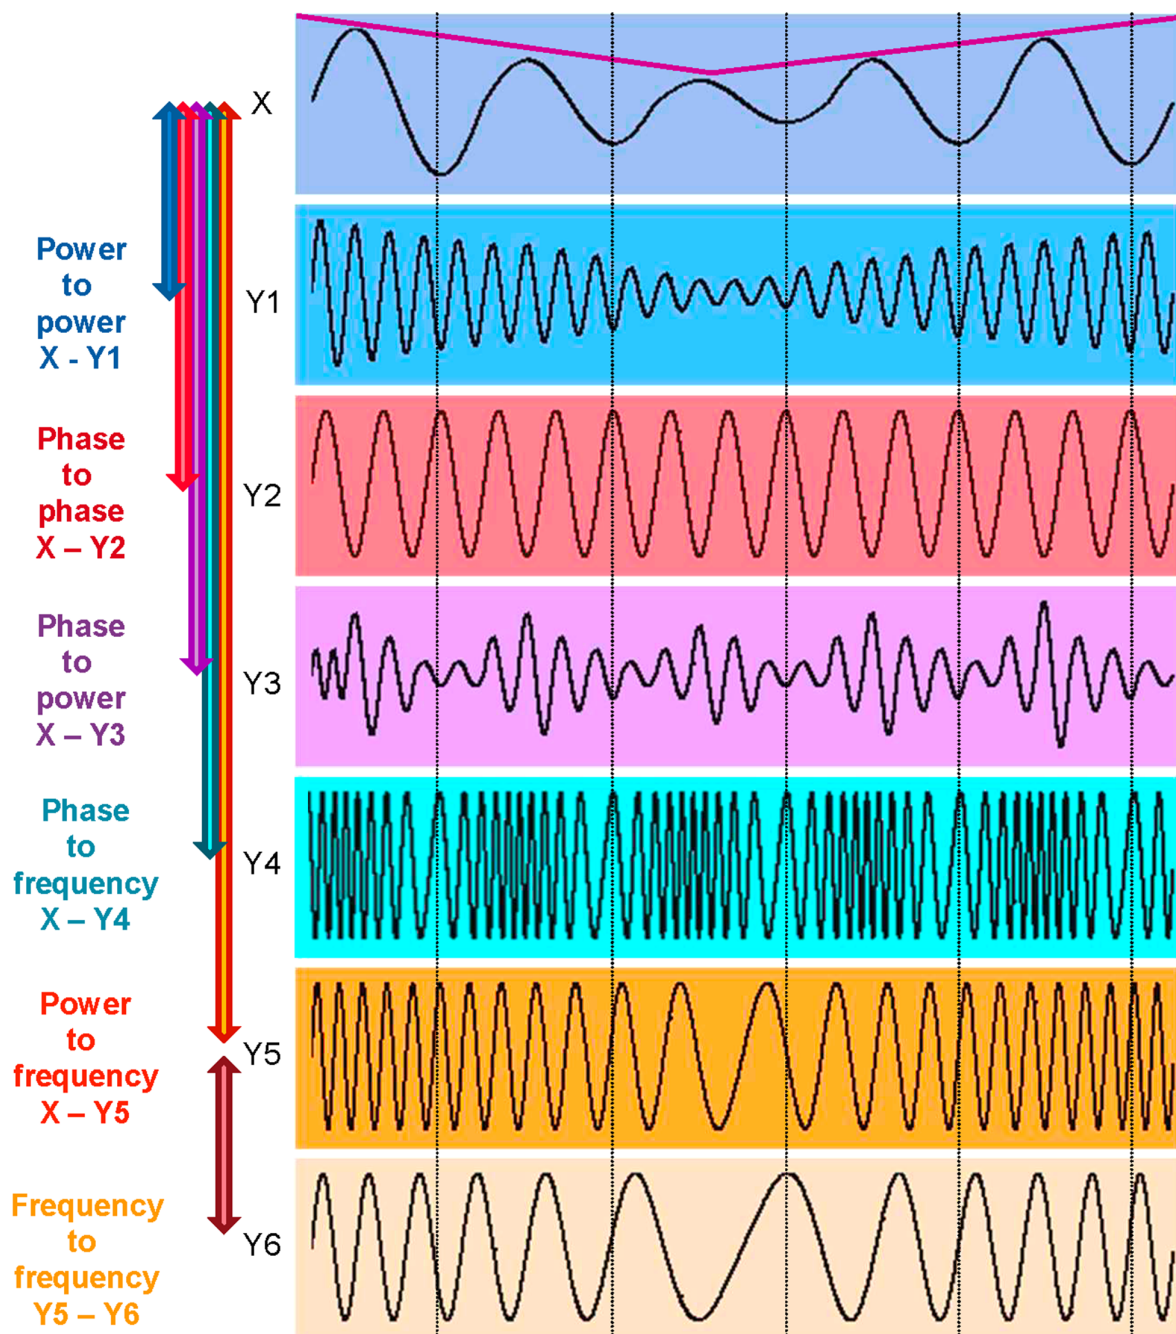 X
Power
to
power
X - Y1
Y1
Phase
to
phase
X – Y2
Y2
Phase
to
power
X – Y3
Y3
Phase
to
frequency
X – Y4
Y4
Power
to
frequency
X – Y5
Y5
Frequency
to
frequency
Y5 – Y6
Y6